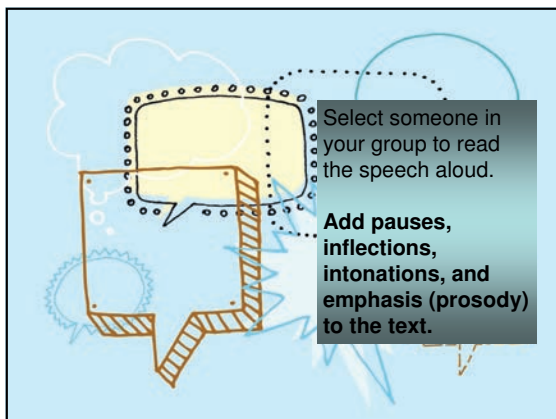 Select someone in
your group to read
the speech aloud.
Add pauses,
inflections,
intonations, and
emphasis (prosody)
to the text.